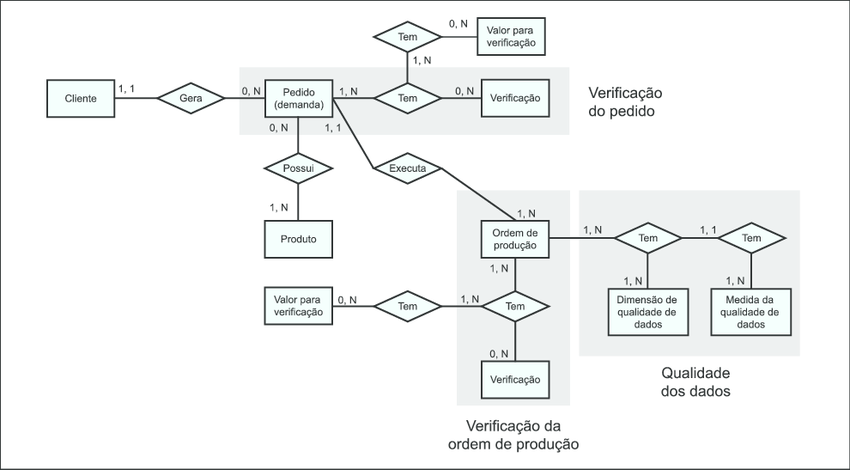 Tem
0, N
Valor para
verificação
1, N
Cliente
1, 1
Gera
0, N
Pedido
(demanda)
1, N
Tem
0, N
Verificação
Verificação
do pedido
0, N
1, 1
Possui
Executa
1, N
Produto
1, N
Ordem de
produção
1, N
Tem
1, 1
Tem
1, N
1, N
1, N
Valor para
verificação
0, N
Tem
1, N
Tem
Dimensão de
qualidade de
dados
Medida da
qualidade de
dados
0, N
Verificação
Qualidade
dos dados
Verificação da
ordem de produção